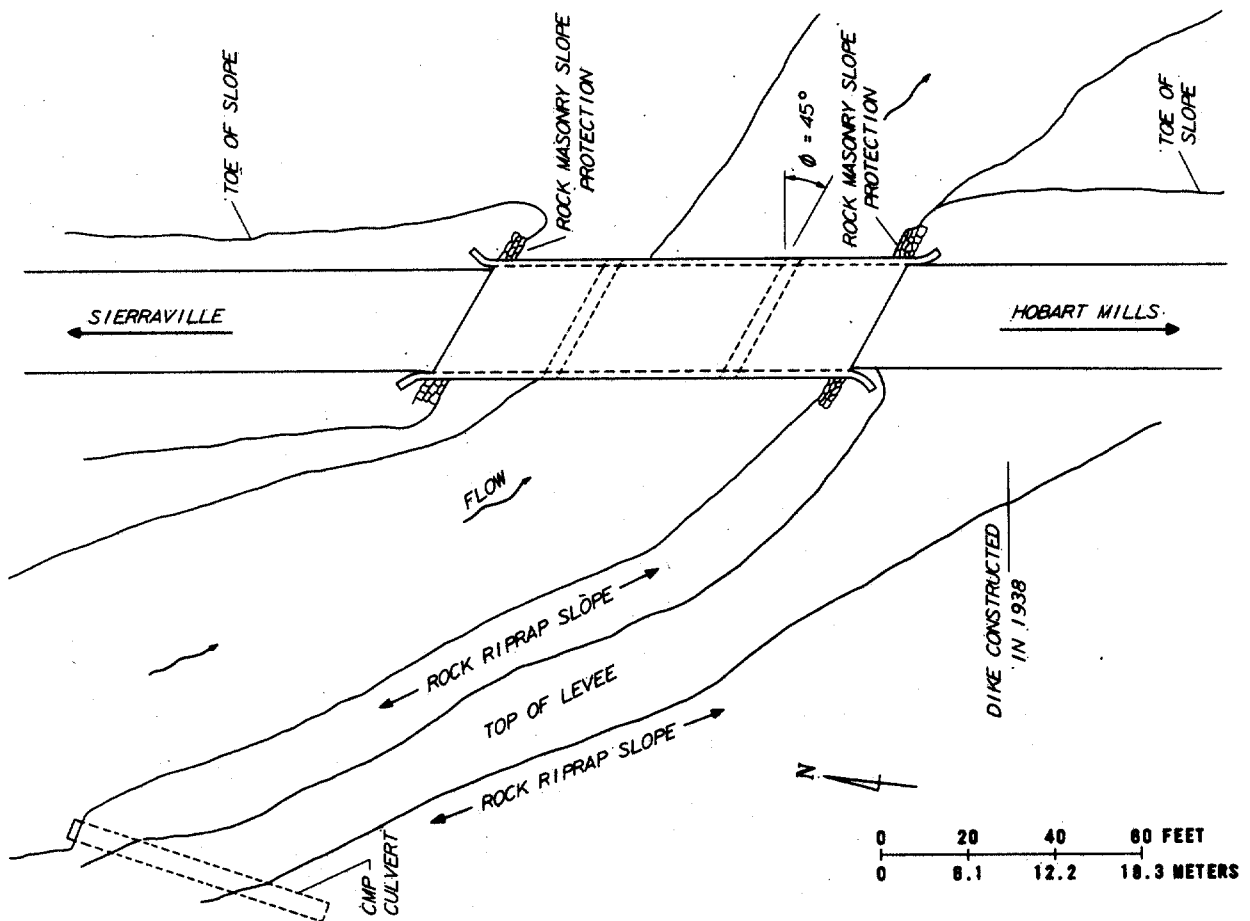 TOE OF SLOPE
ROCK MASONRY SLOPE
PROTECTION
Ø = 45°
ROCK MASONRY SLOPE
PROTECTION
TOE OF
SLOPE
SIERRAVILLE
HOBART MILLS
FLOW
ROCK RIPRAP SLOPE
TOP OF LEVEE
ROCK RIPRAP SLOPE
DIKE CONSTRUCTED
IN 1938
CMP
CULVERT
N
0 20 40 60 FEET
0 6.1 12.2 18.3 METERS